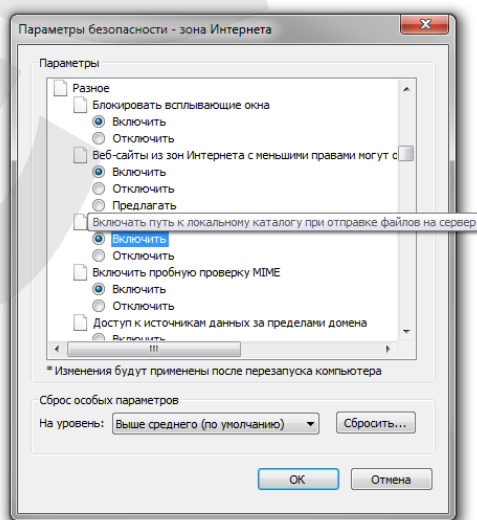 Параметры безопасности - зона Интернета
Параметры
Разное
Блокировать всплывающие окна
Включить
Отключить
Веб-сайты из зон Интернета с меньшими правами могут о
Включить
Отключить
Предлагать
Включать путь к локальному каталогу при отправке файлов на сервер
Включить
Отключить
Включить пробную проверку MIME
Включить
Отключить
Доступ к источникам данных за пределами домена
Включить
* Изменения будут применены после перезапуска компьютера
Сброс особых параметров
На уровень: Выше среднего (по умолчанию) Сбросить...
OK Отмена